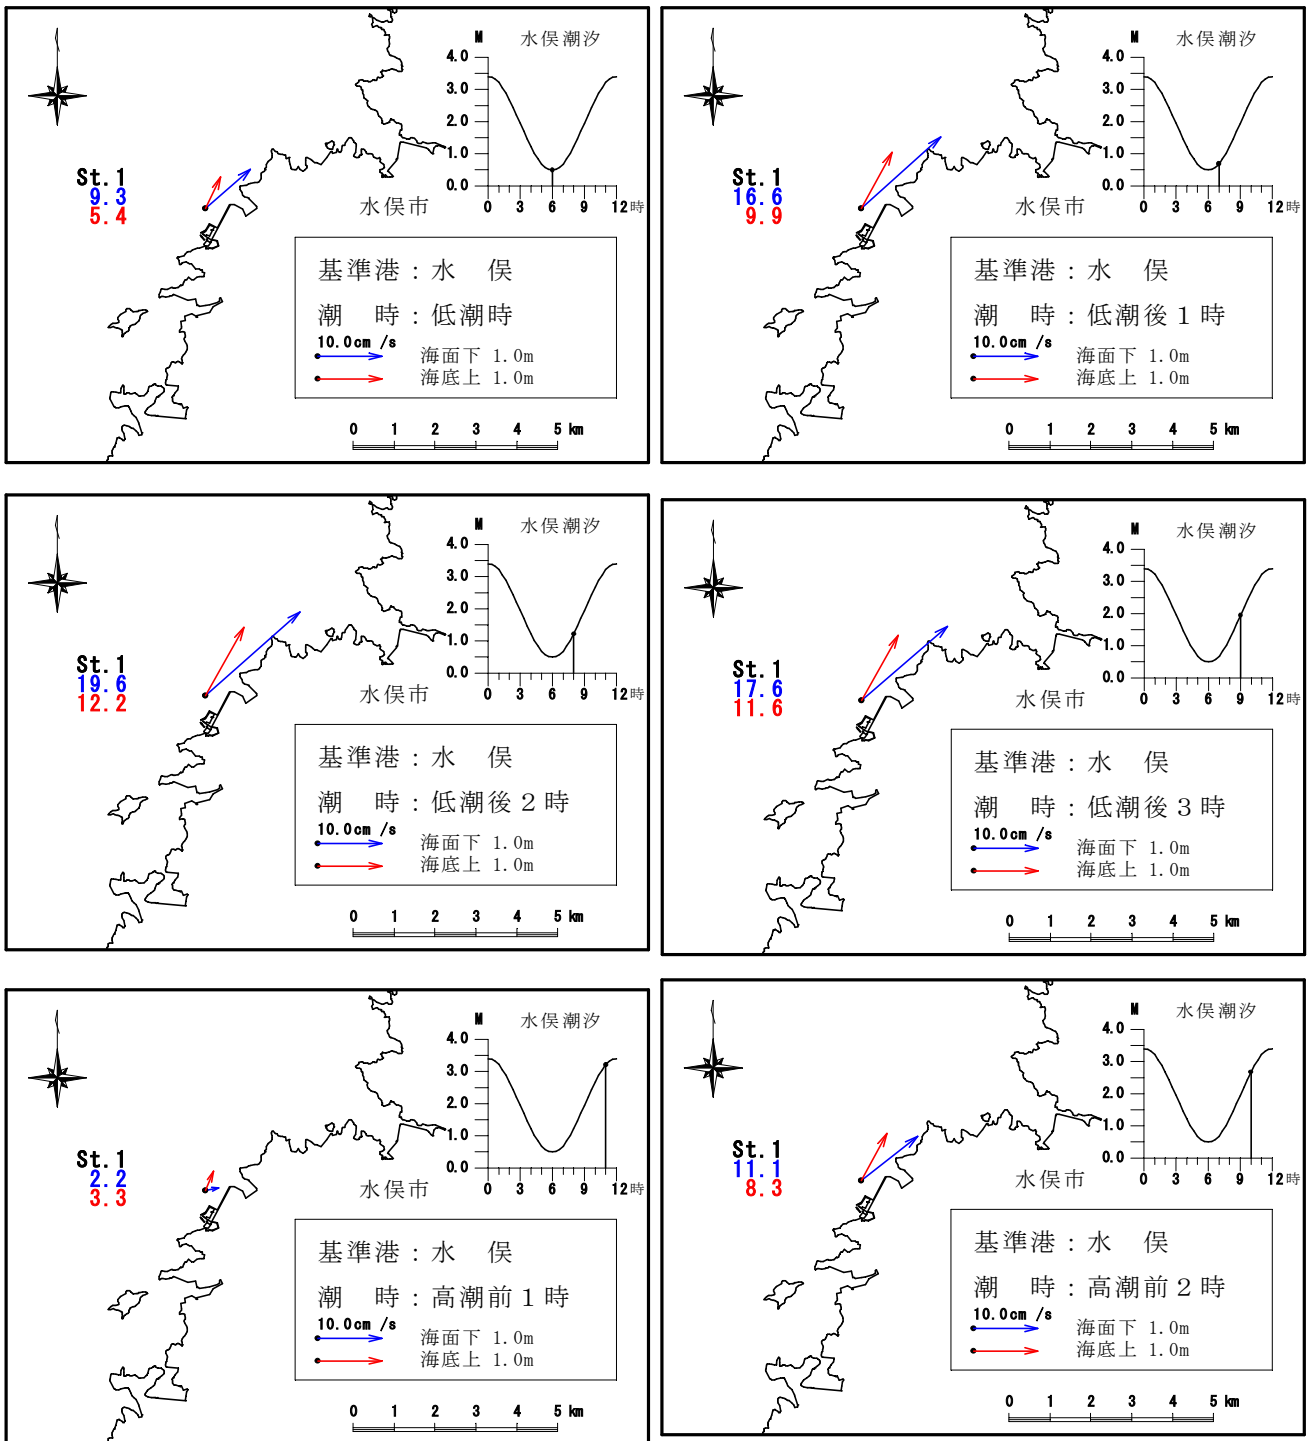 M 水俣潮汐
4.0
3.0
2.0
1.0
0.0
0 3 6 9 12時
St.1
9.3
5.4
水俣市
基準港：水　俣
潮　時：低潮時
10.0cm /s
海面下 1.0m
海底上 1.0m
0 1 2 3 4 5 km
M 水俣潮汐
4.0
3.0
2.0
1.0
0.0
0 3 6 9 12時
St.1
16.6
9.9
水俣市
基準港：水　俣
潮　時：低潮後１時
10.0cm /s
海面下 1.0m
海底上 1.0m
0 1 2 3 4 5 km
M 水俣潮汐
4.0
3.0
2.0
1.0
0.0
0 3 6 9 12時
St.1
19.6
12.2
水俣市
基準港：水　俣
潮　時：低潮後２時
10.0cm /s
海面下 1.0m
海底上 1.0m
0 1 2 3 4 5 km
M 水俣潮汐
4.0
3.0
2.0
1.0
0.0
0 3 6 9 12時
St.1
17.6
11.6
水俣市
基準港：水　俣
潮　時：低潮後３時
10.0cm /s
海面下 1.0m
海底上 1.0m
0 1 2 3 4 5 km
M 水俣潮汐
4.0
3.0
2.0
1.0
0.0
0 3 6 9 12時
St.1
2.2
3.3
水俣市
基準港：水　俣
潮　時：高潮前１時
10.0cm /s
海面下 1.0m
海底上 1.0m
0 1 2 3 4 5 km
M 水俣潮汐
4.0
3.0
2.0
1.0
0.0
0 3 6 9 12時
St.1
11.1
8.3
水俣市
基準港：水　俣
潮　時：高潮前２時
10.0cm /s
海面下 1.0m
海底上 1.0m
0 1 2 3 4 5 km